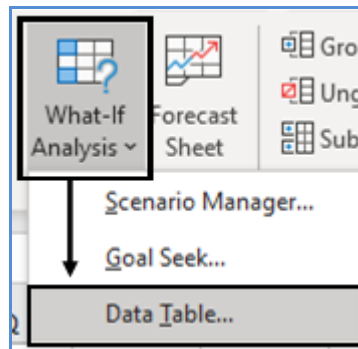 What-If
Analysis
Forecast
Sheet
Gro
Ung
Sub
Scenario Manager...
Goal Seek...
Data Table...